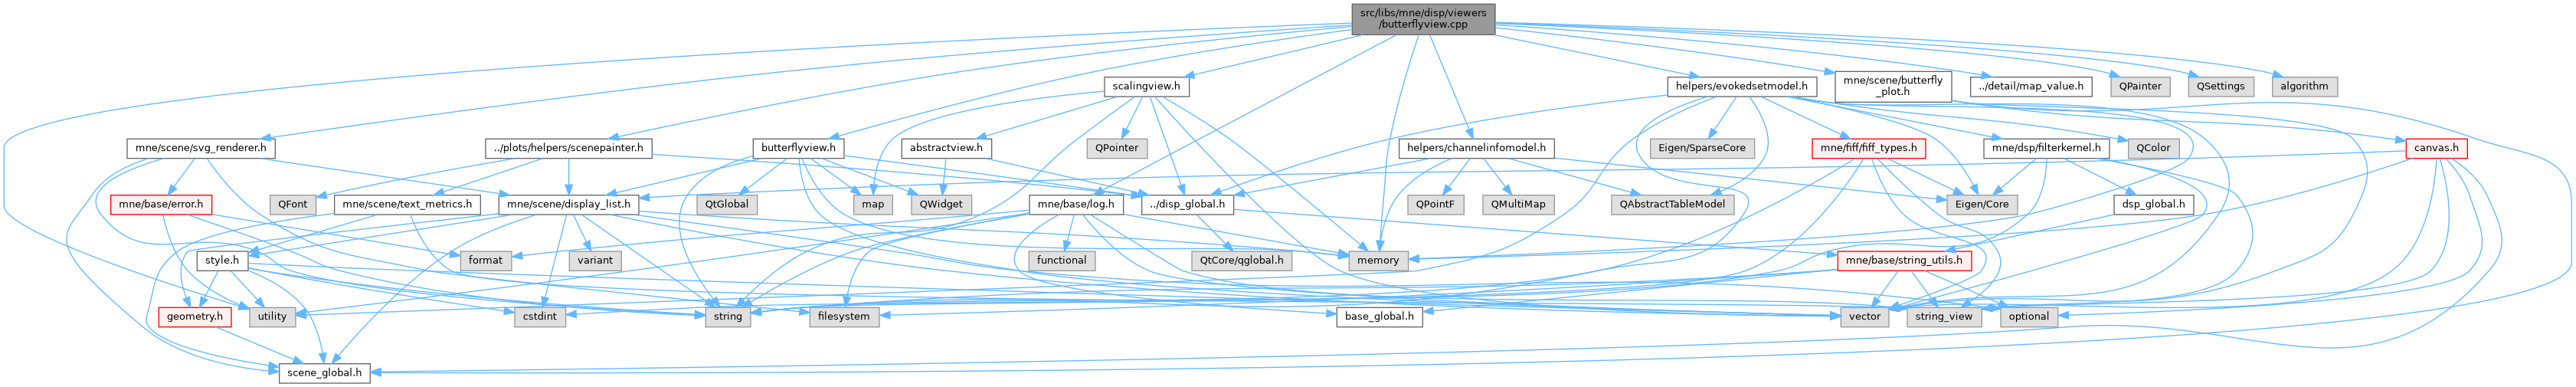 src/libs/mne/disp/viewers
/butterflyview.cpp
scalingview.h
helpers/evokedsetmodel.h
mne/scene/butterfly
_plot.h
../detail/map_value.h
QPainter
QSettings
algorithm
mne/scene/svg_renderer.h
../plots/helpers/scenepainter.h
butterflyview.h
abstractview.h
QPointer
helpers/channelinfomodel.h
Eigen/SparseCore
mne/fiff/fiff_types.h
mne/dsp/filterkernel.h
QColor
canvas.h
mne/base/error.h
QFont
mne/scene/text_metrics.h
mne/scene/display_list.h
QtGlobal
map
QWidget
mne/base/log.h
../disp_global.h
QPointF
QMultiMap
QAbstractTableModel
Eigen/Core
dsp_global.h
style.h
format
variant
functional
QtCore/qglobal.h
memory
mne/base/string_utils.h
geometry.h
utility
cstdint
string
filesystem
base_global.h
vector
string_view
optional
scene_global.h